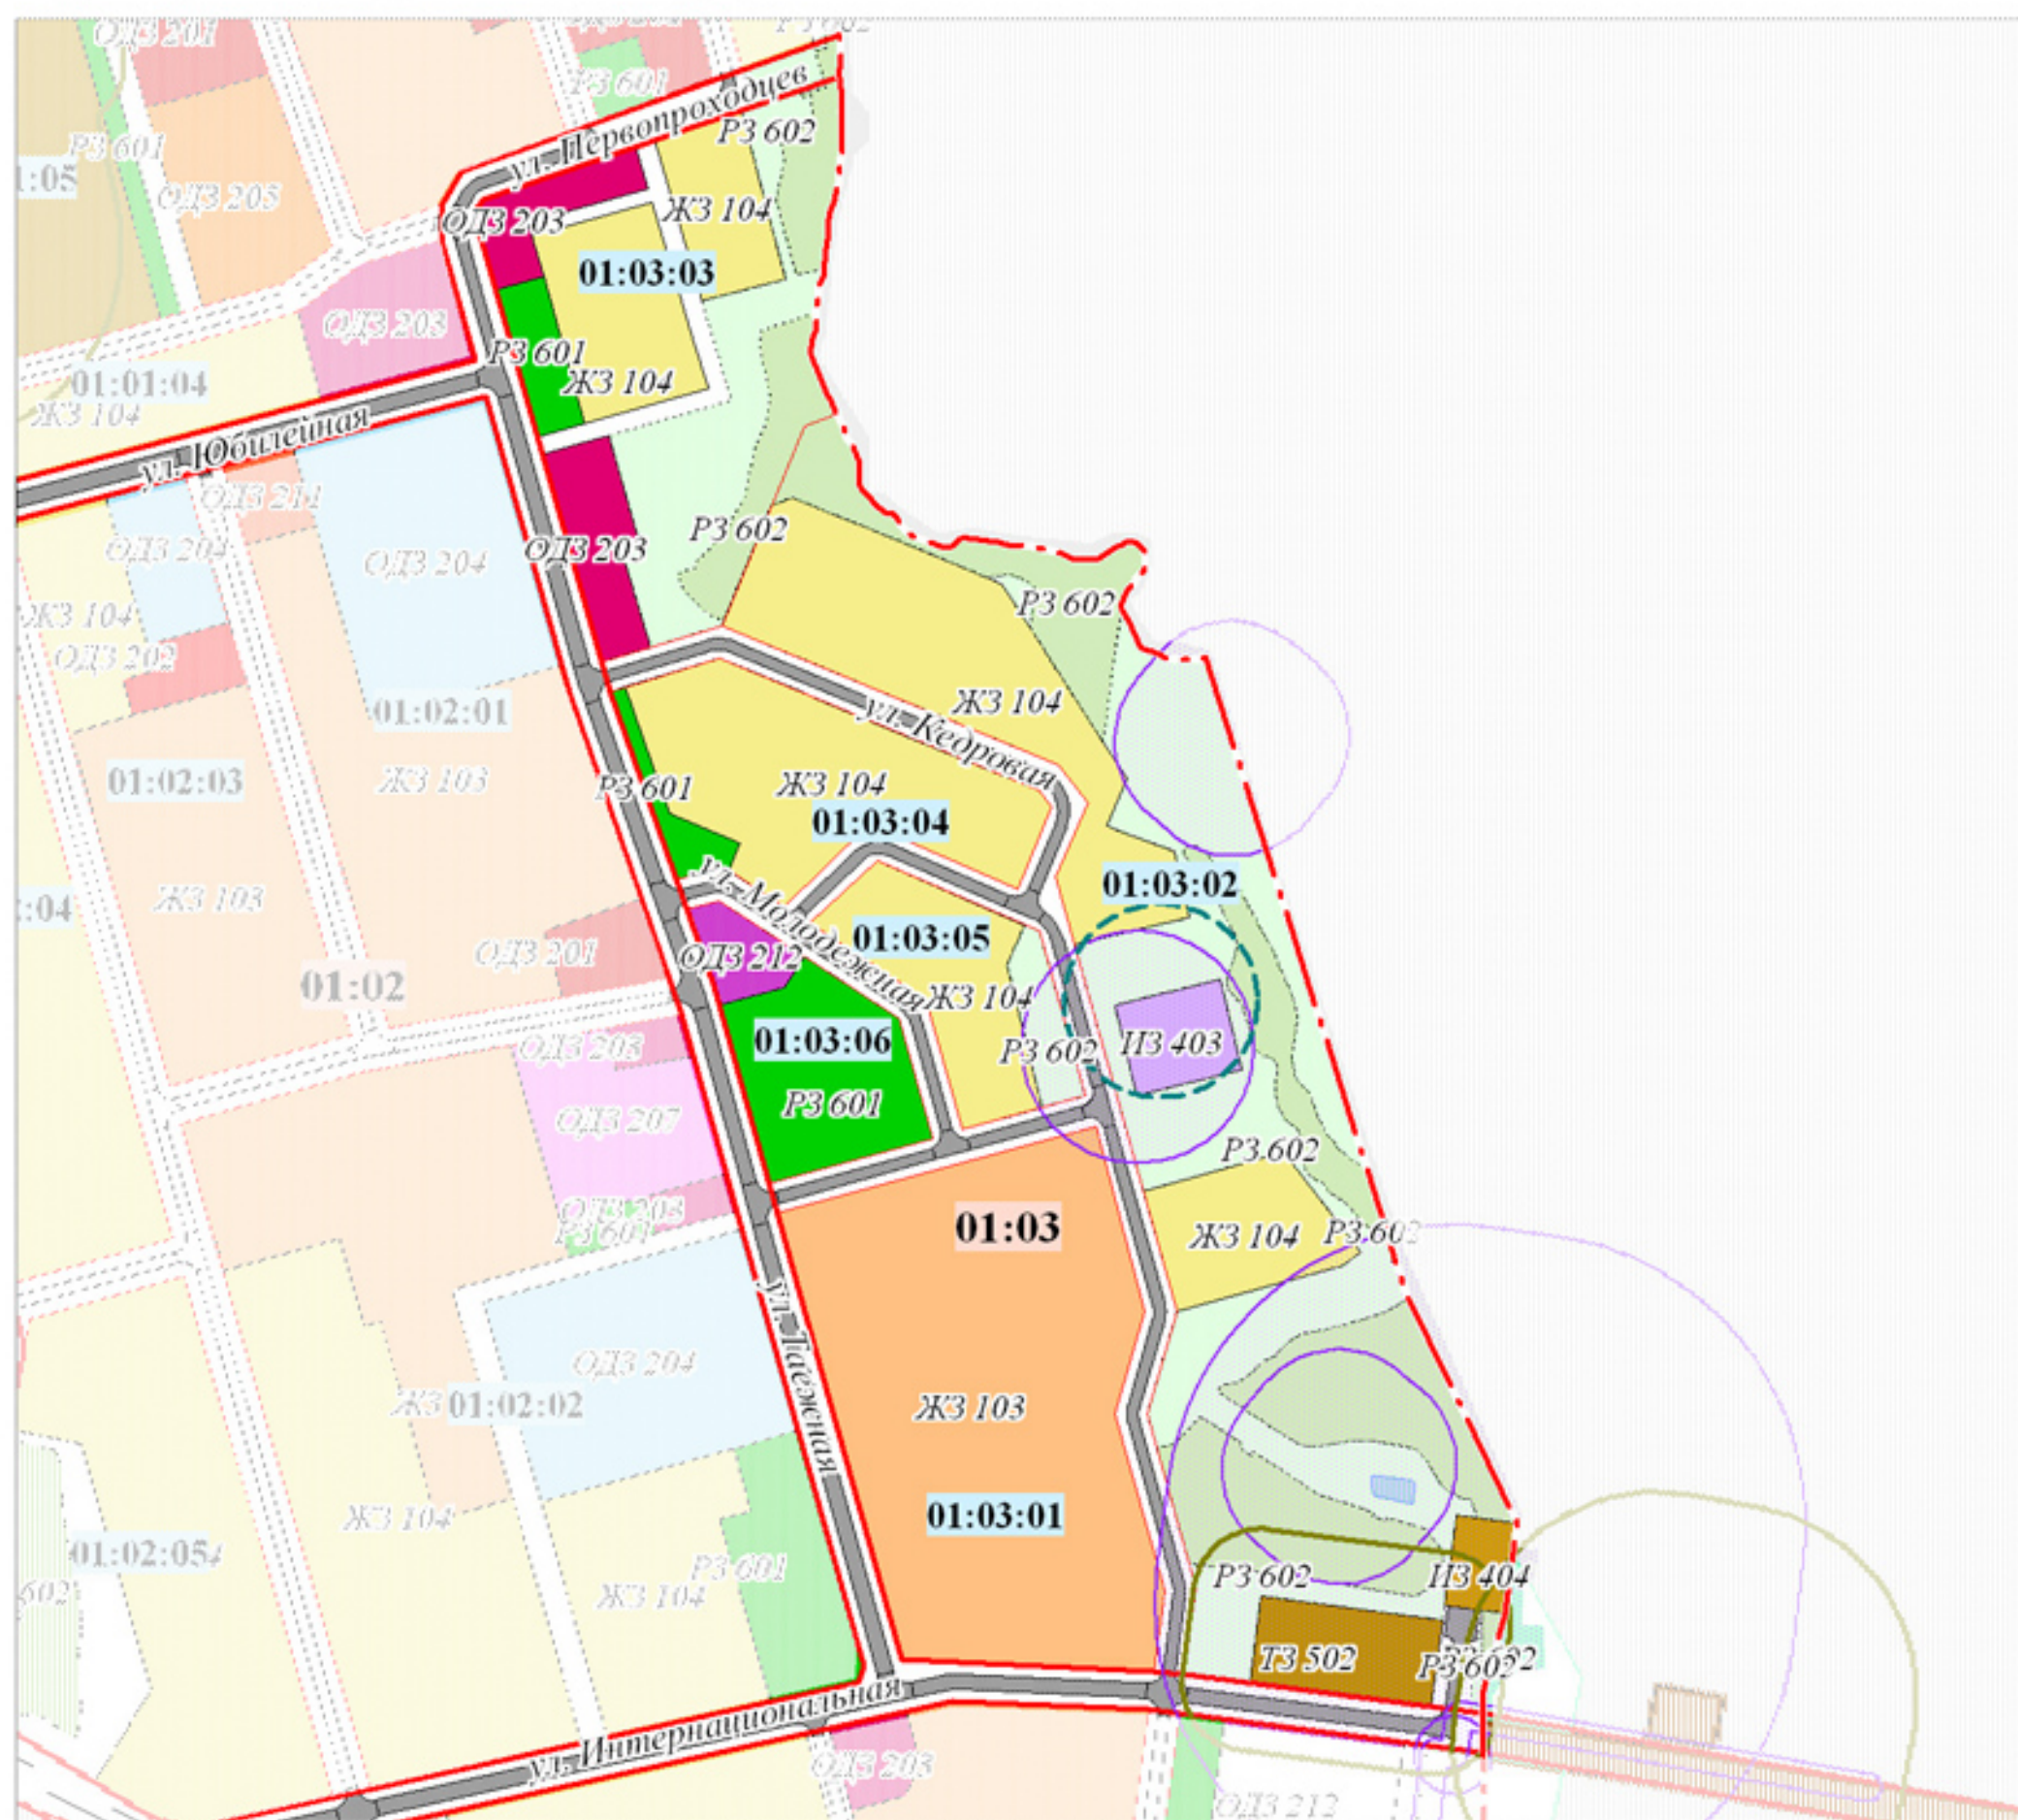 ОДЗ 201
РЗ 602
РЗ 601
ул. Первопроходцев
РЗ 602
РЗ 601
1:05
ОДЗ 205
ЖЗ 104
ОДЗ 203
01:03:03
ОДЗ 203
РЗ 601
01:01:04
ЖЗ 104
ЖЗ 104
ул. Юбилейная
ОДЗ 211
РЗ 602
ОДЗ 204
ОДЗ 203
ОДЗ 204
РЗ 602
ЖЗ 104
ОДЗ 202
ЖЗ 104
01:02:01
ул. Кедровая
01:02:03
ЖЗ 103
РЗ 601
ЖЗ 104
01:03:04
01:03:02
ул. Молодежная
ЖЗ 103
:04
01:03:05
ОДЗ 201
ОДЗ 212
01:02
ЖЗ 104
01:03:06
РЗ 602
ИЗ 403
ОДЗ 203
РЗ 601
ОДЗ 207
РЗ 602
ОДЗ 203
РЗ 601
01:03
ЖЗ 104
РЗ 602
ул. Таежная
ОДЗ 204
ЖЗ
01:02:02
ЖЗ 103
ЖЗ 104
01:03:01
01:02:05
РЗ 601
РЗ 602
ИЗ 404
602
ЖЗ 104
ТЗ 502
РЗ 602
ул. Интернациональная
ОДЗ 203
ОДЗ 212